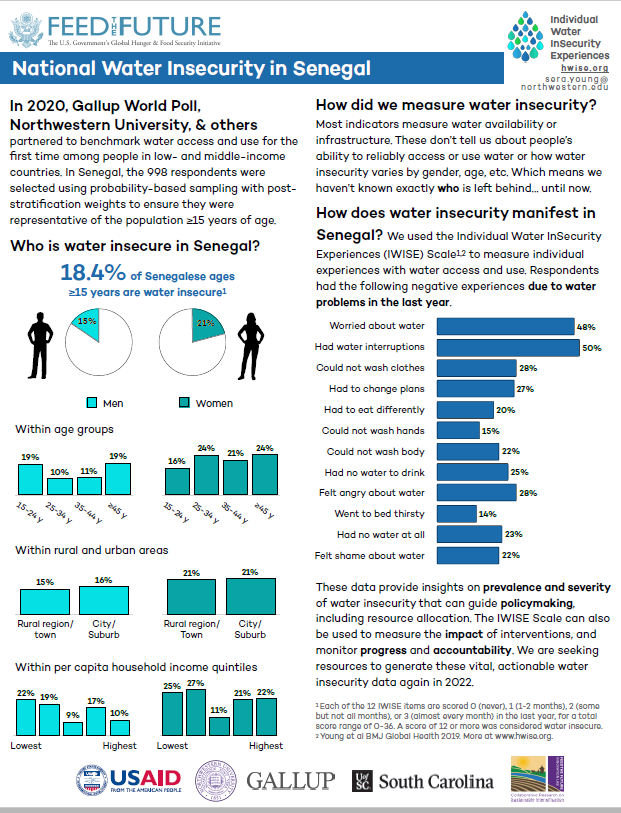 FEED THE FUTURE
The U.S. Government's Global Hunger & Food Security Initiative
Individual
Water
InSecurity
Experiences
hwise.org
sera.young@
northwestern.edu
National Water Insecurity in Senegal
In 2020, Gallup World Poll,
Northwestern University, & others
partnered to benchmark water access and use for the
first time among people in low- and middle-income
countries. In Senegal, the 998 respondents were
selected using probability-based sampling with post-
stratification weights to ensure they were
representative of the population ≥15 years of age.
Who is water insecure in Senegal?
18.4% of Senegalese ages
≥15 years are water insecure¹
15%
21%
Men
Women
Within age groups
19%
10%
11%
19%
15-24 y
25-34 y
35-44 y
≥45 y
16%
24%
21%
24%
15-24 y
25-34 y
35-44 y
≥45 y
Within rural and urban areas
15%
16%
Rural region/
town
City/
Suburb
21%
21%
Rural region/
Town
City/
Suburb
Within per capita household income quintiles
22%
19%
9%
17%
10%
Lowest
Highest
25%
27%
11%
21%
22%
Lowest
Highest
How did we measure water insecurity?
Most indicators measure water availability or
infrastructure. These don't tell us about people's
ability to reliably access or use water or how water
insecurity varies by gender, age, etc. Which means we
haven't known exactly who is left behind... until now.
How does water insecurity manifest in
Senegal? We used the Individual Water InSecurity
Experiences (IWISE) Scale¹,² to measure individual
experiences with water access and use. Respondents
had the following negative experiences due to water
problems in the last year.
Worried about water 48%
Had water interruptions 50%
Could not wash clothes 28%
Had to change plans 27%
Had to eat differently 20%
Could not wash hands 15%
Could not wash body 22%
Had no water to drink 25%
Felt angry about water 28%
Went to bed thirsty 14%
Had no water at all 23%
Felt shame about water 22%
These data provide insights on prevalence and severity
of water insecurity that can guide policymaking,
including resource allocation. The IWISE Scale can also
be used to measure the impact of interventions, and
monitor progress and accountability. We are seeking
resources to generate these vital, actionable water
insecurity data again in 2022.
¹ Each of the 12 IWISE items are scored 0 (never), 1 (1-2 months), 2 (some
but not all months), or 3 (almost every month) in the last year, for a total
score range of 0-36. A score of 12 or more was considered water insecure.
² Young et al BMJ Global Health 2019. More at www.hwise.org.
USAID
FROM THE AMERICAN PEOPLE
GALLUP
UofSC
South Carolina
Collaborative Research on
Sustainable Intensification